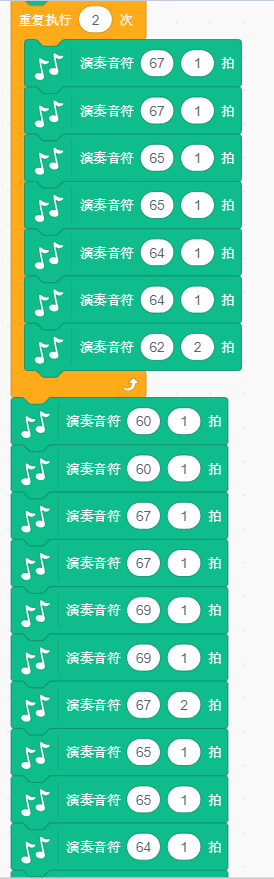 重复执行 2 次
演奏音符 67 1 拍
演奏音符 67 1 拍
演奏音符 65 1 拍
演奏音符 65 1 拍
演奏音符 64 1 拍
演奏音符 64 1 拍
演奏音符 62 2 拍
演奏音符 60 1 拍
演奏音符 60 1 拍
演奏音符 67 1 拍
演奏音符 67 1 拍
演奏音符 69 1 拍
演奏音符 69 1 拍
演奏音符 67 2 拍
演奏音符 65 1 拍
演奏音符 65 1 拍
演奏音符 64 1 拍